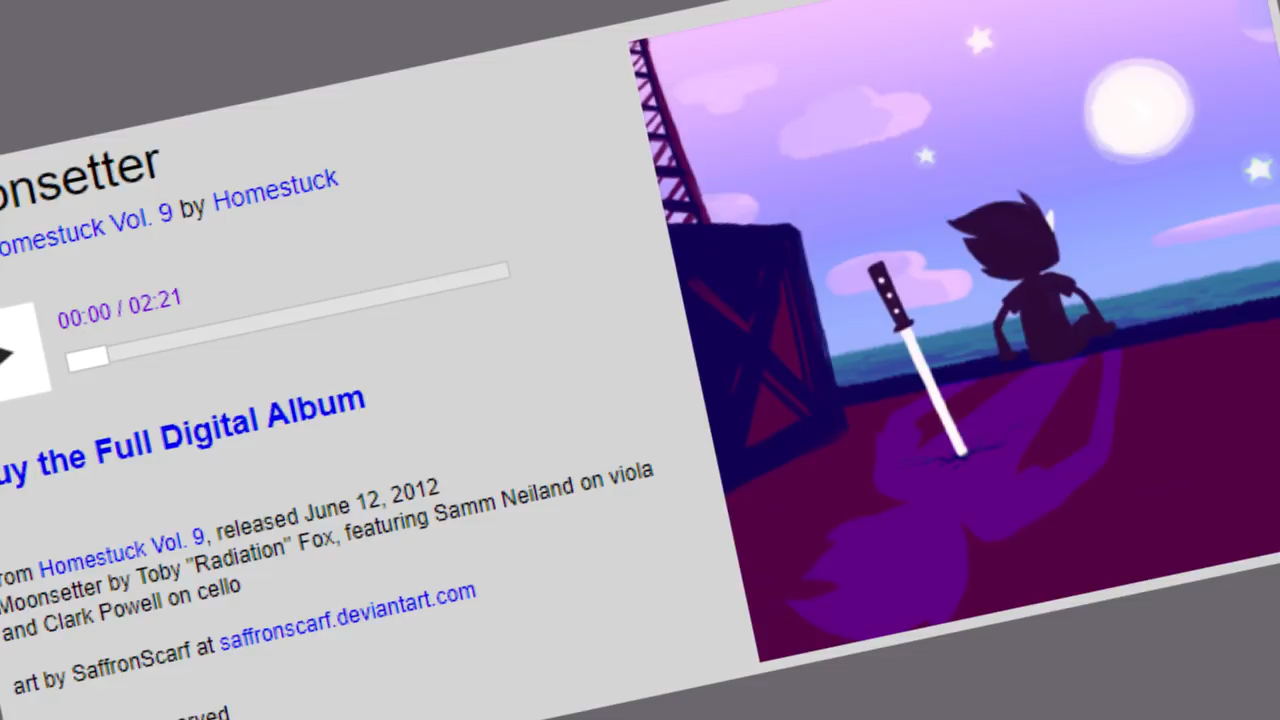 onsetter
omestuck Vol. 9 by Homestuck
00:00 / 02:21
uy the Full Digital Album
rom Homestuck Vol. 9, released June 12, 2012
Moonsetter by Toby "Radiation" Fox, featuring Samm Neiland on viola
and Clark Powell on cello
art by SaffronScarf at saffronscarf.deviantart.com
erved